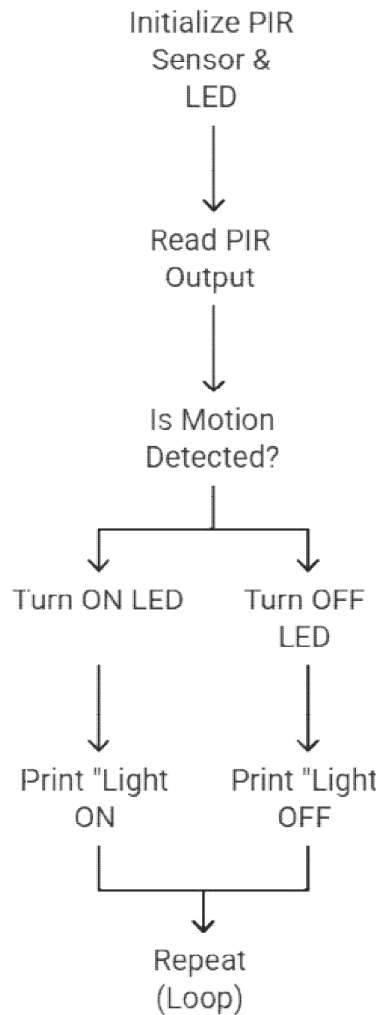 Initialize PIR
Sensor &
LED
Read PIR
Output
Is Motion
Detected?
Turn ON LED
Turn OFF
LED
Print "Light
ON
Print "Light
OFF
Repeat
(Loop)